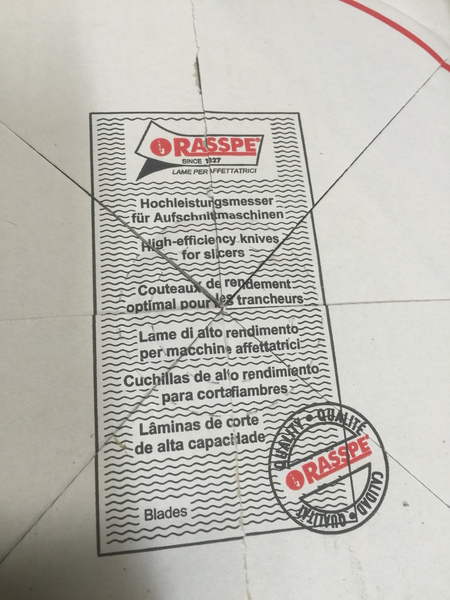 RASSPE®
SINCE 1827
LAME PER AFFETTATRICI
Hochleistungsmesser
für Aufschnittmaschinen
High-efficiency knives
for slicers
Couteaux de rendement
optimal pour les trancheurs
Lame di alto rendimento
per macchine affettatrici
Cuchillas de alto rendimiento
para cortafiambres
Lâminas de corte
de alta capacidade
Blades
QUALITY • QUALITÉ
RASSPE®
CALIDAD • QUALITÄT